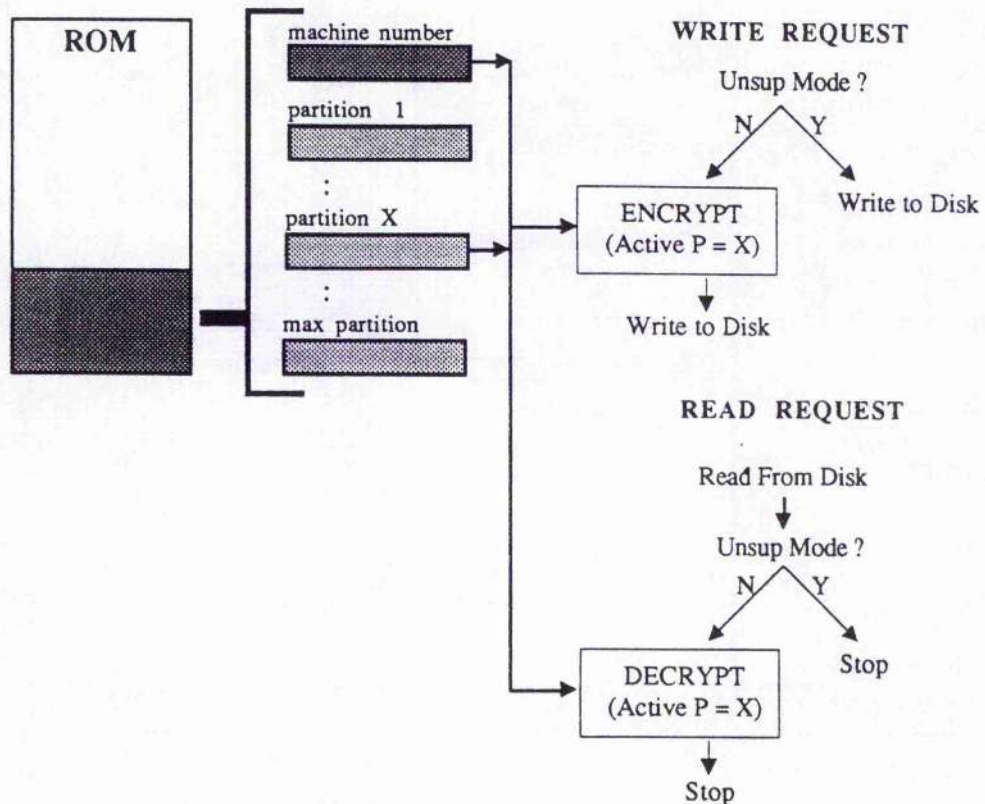 ROM
machine number
partition 1
:
partition X
:
max partition
WRITE REQUEST
Unsup Mode ?
N Y
ENCRYPT
(Active P = X)
Write to Disk
Write to Disk
READ REQUEST
Read From Disk
Unsup Mode ?
N Y
DECRYPT
(Active P = X)
Stop
Stop